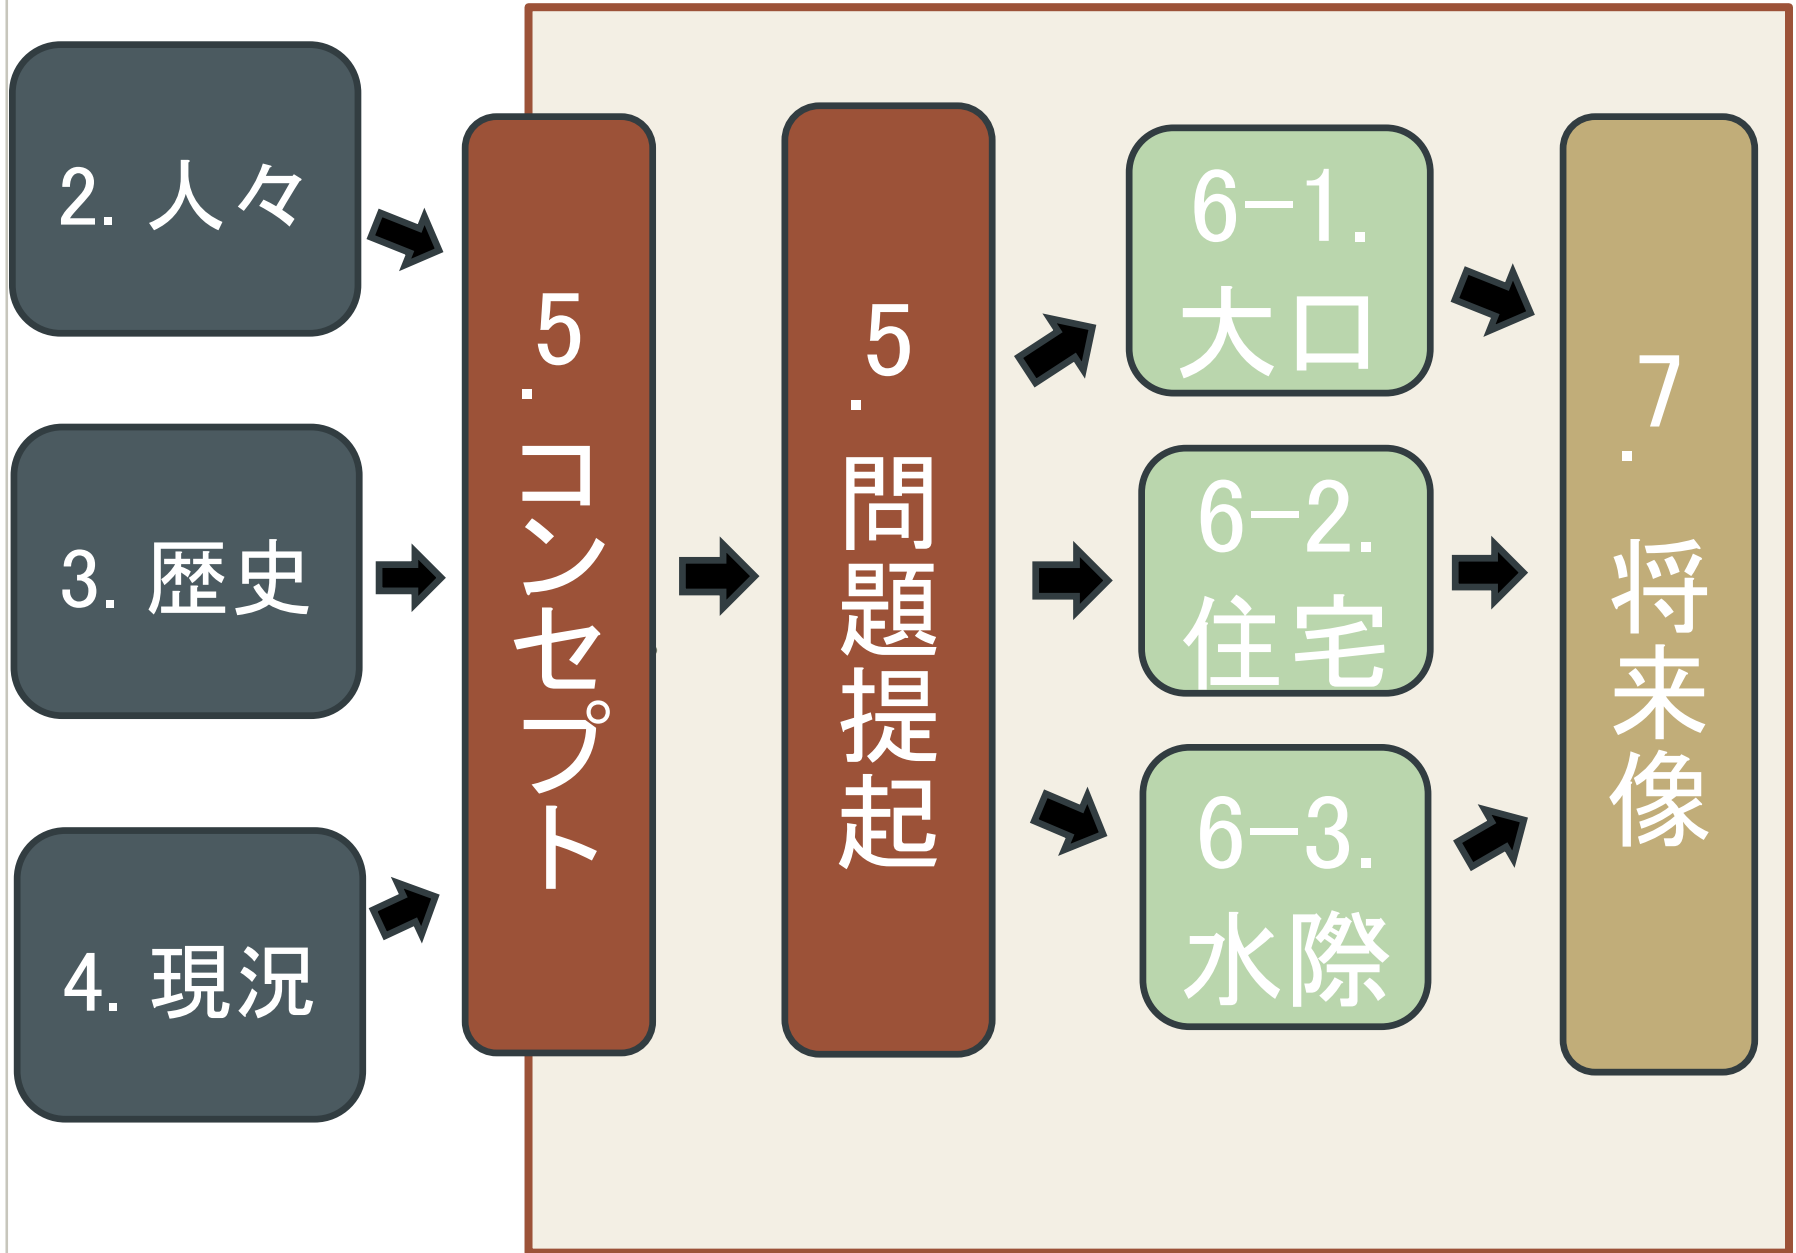 2. 人々
3. 歴史
4. 現況
5.コンセプト
5.問題提起
6−1.
大口
6−2.
住宅
6−3.
水際
7.将来像